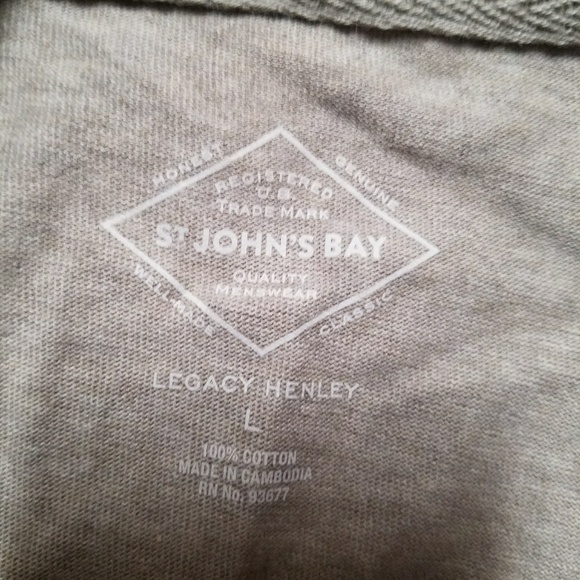 HONEST
GENUINE
REGISTERED
U.S.
TRADE MARK
ST JOHN'S BAY
QUALITY
MENSWEAR
WELL-MADE
CLASSIC
LEGACY HENLEY
L
100% COTTON
MADE IN CAMBODIA
RN No. 93677